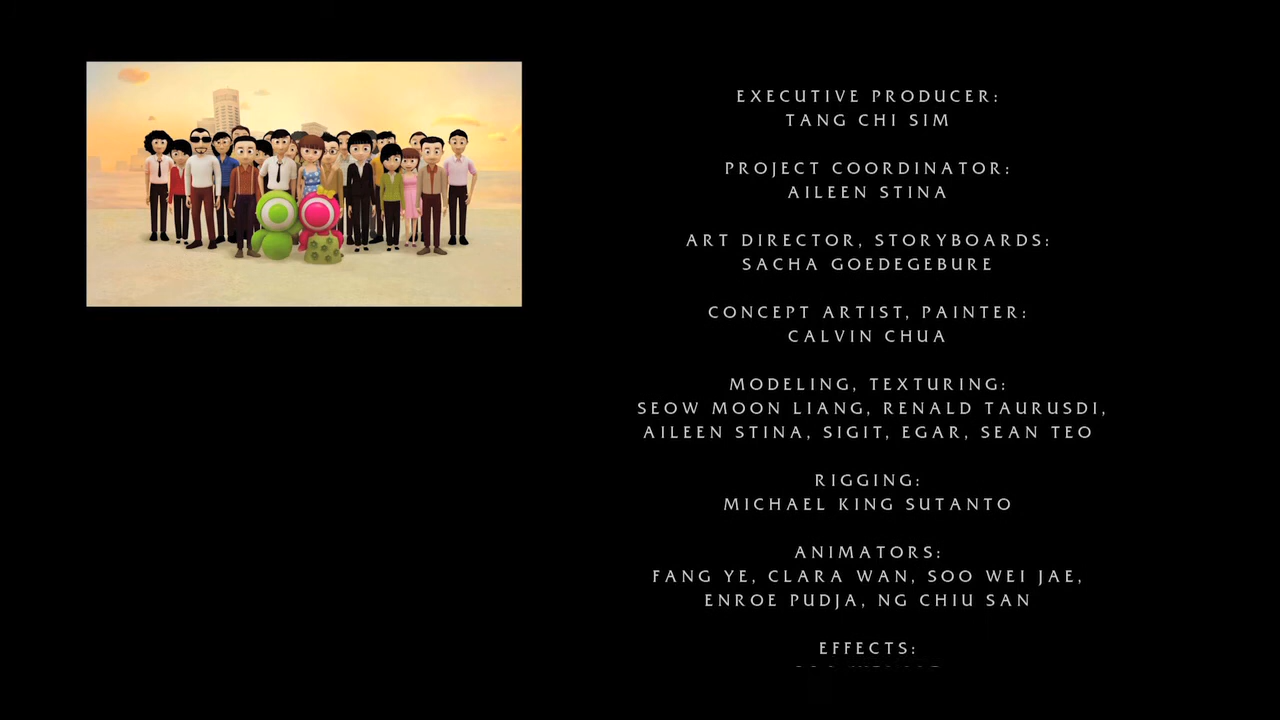 EXECUTIVE PRODUCER:
TANG CHI SIM
PROJECT COORDINATOR:
AILEEN STINA
ART DIRECTOR, STORYBOARDS:
SACHA GOEDEGEBURE
CONCEPT ARTIST, PAINTER:
CALVIN CHUA
MODELING, TEXTURING:
SEOW MOON LIANG, RENALD TAURUSDI,
AILEEN STINA, SIGIT, EGAR, SEAN TEO
RIGGING:
MICHAEL KING SUTANTO
ANIMATORS:
FANG YE, CLARA WAN, SOO WEI JAE,
ENROE PUDJA, NG CHIU SAN
EFFECTS: